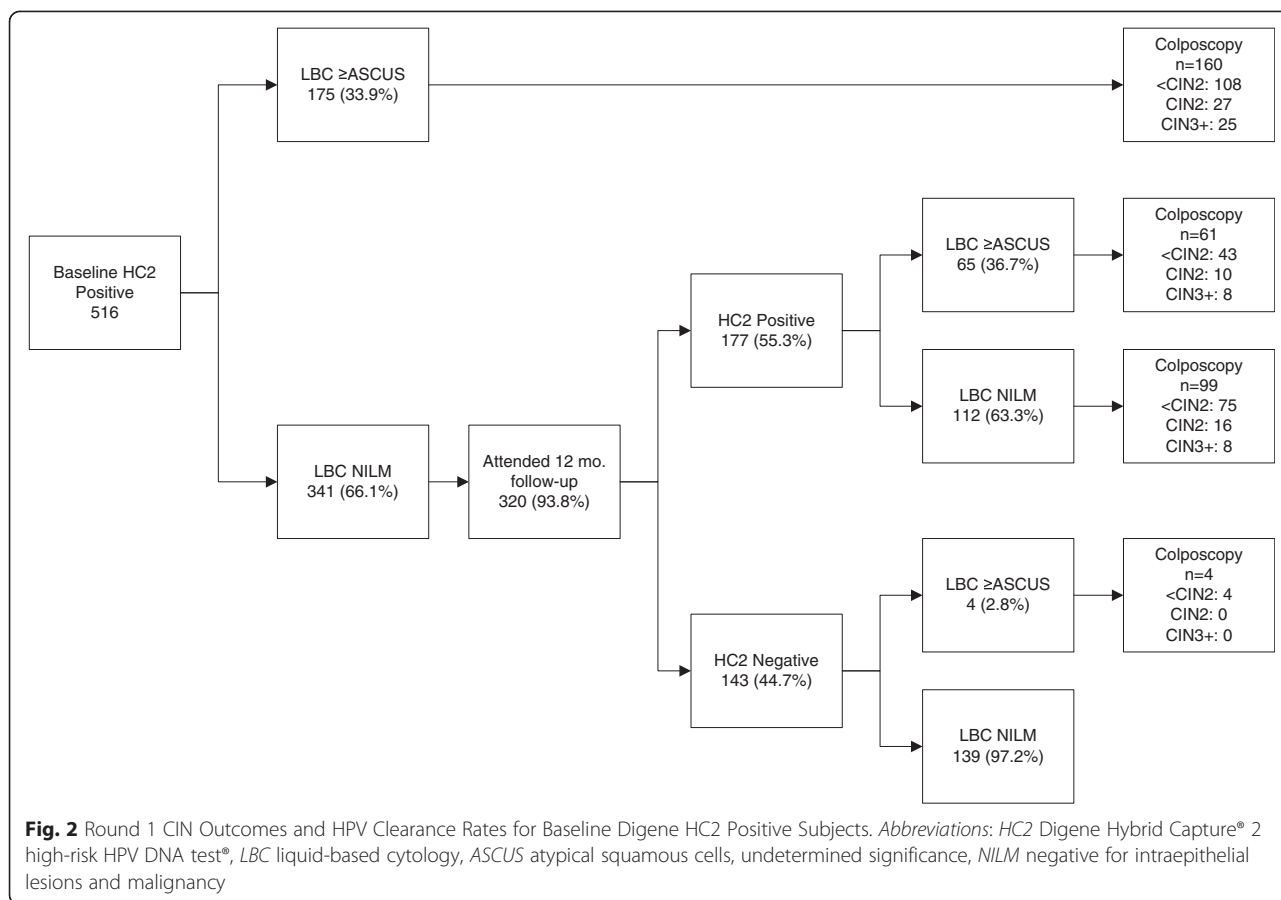 LBC ≥ASCUS
175 (33.9%)
Colposcopy
n=160
<CIN2: 108
CIN2: 27
CIN3+: 25
Baseline HC2
Positive
516
LBC NILM
341 (66.1%)
Attended 12 mo.
follow-up
320 (93.8%)
HC2 Positive
177 (55.3%)
LBC ≥ASCUS
65 (36.7%)
Colposcopy
n=61
<CIN2: 43
CIN2: 10
CIN3+: 8
LBC NILM
112 (63.3%)
Colposcopy
n=99
<CIN2: 75
CIN2: 16
CIN3+: 8
HC2 Negative
143 (44.7%)
LBC ≥ASCUS
4 (2.8%)
Colposcopy
n=4
<CIN2: 4
CIN2: 0
CIN3+: 0
LBC NILM
139 (97.2%)
Fig. 2 Round 1 CIN Outcomes and HPV Clearance Rates for Baseline Digene HC2 Positive Subjects. Abbreviations: HC2 Digene Hybrid Capture® 2
high-risk HPV DNA test®, LBC liquid-based cytology, ASCUS atypical squamous cells, undetermined significance, NILM negative for intraepithelial
lesions and malignancy